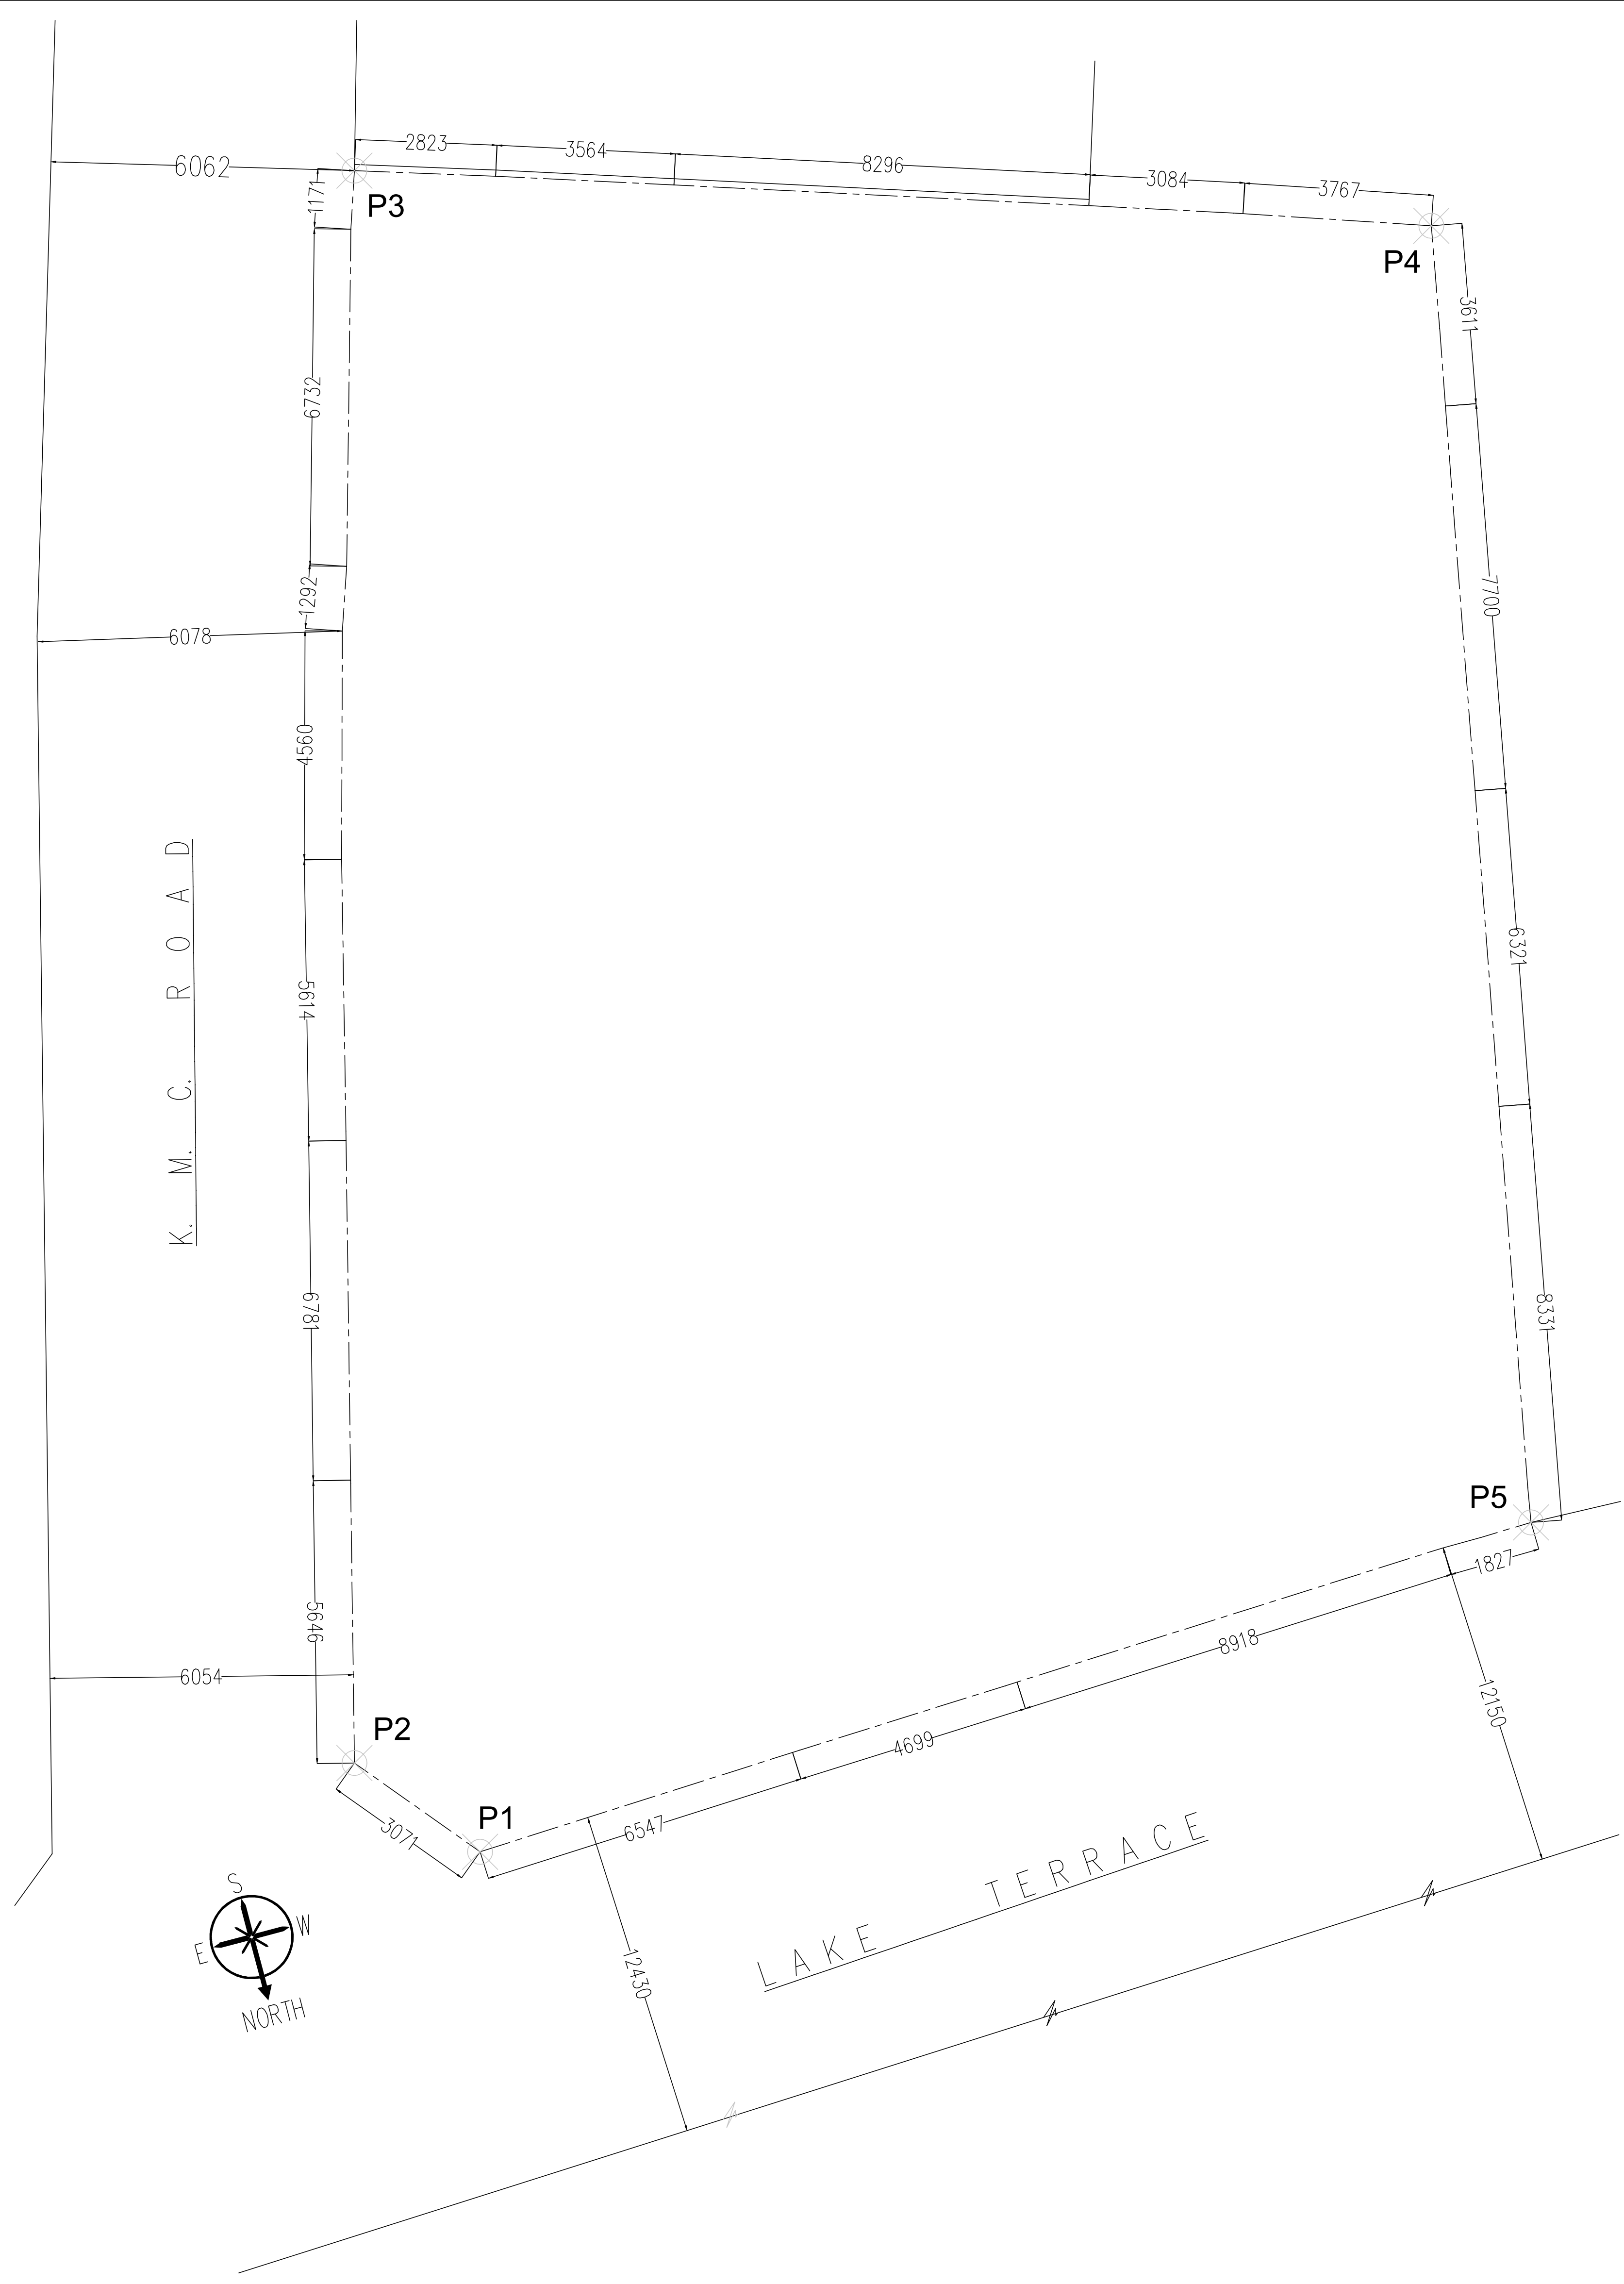 2823
3564
8296
3084
3767
6062
1171
P3
P4
3611
6732
1292
6078
7700
4560
K. M. C. ROAD
5614
6321
6781
8331
5646
6054
P2
P5
1827
8918
12150
4699
P1
6547
3071
LAKE TERRACE
12430
S
W
E
NORTH